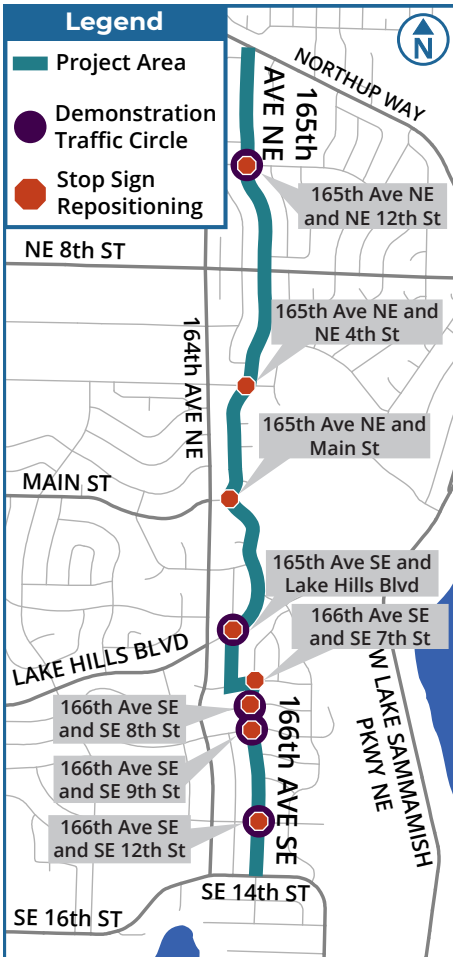 Legend
Project Area
Demonstration
Traffic Circle
Stop Sign
Repositioning
N
NORTHUP WAY
165th
AVE NE
165th Ave NE
and NE 12th St
NE 8th ST
165th Ave NE and
NE 4th St
164th AVE NE
165th Ave NE and
Main St
MAIN ST
165th Ave SE and
Lake Hills Blvd
166th Ave SE
and SE 7th St
LAKE HILLS BLVD
W LAKE SAMMAMISH
PKWY NE
166th Ave SE
and SE 8th St
166th AVE SE
166th Ave SE
and SE 9th St
166th Ave SE
and SE 12th St
SE 14th ST
SE 16th ST